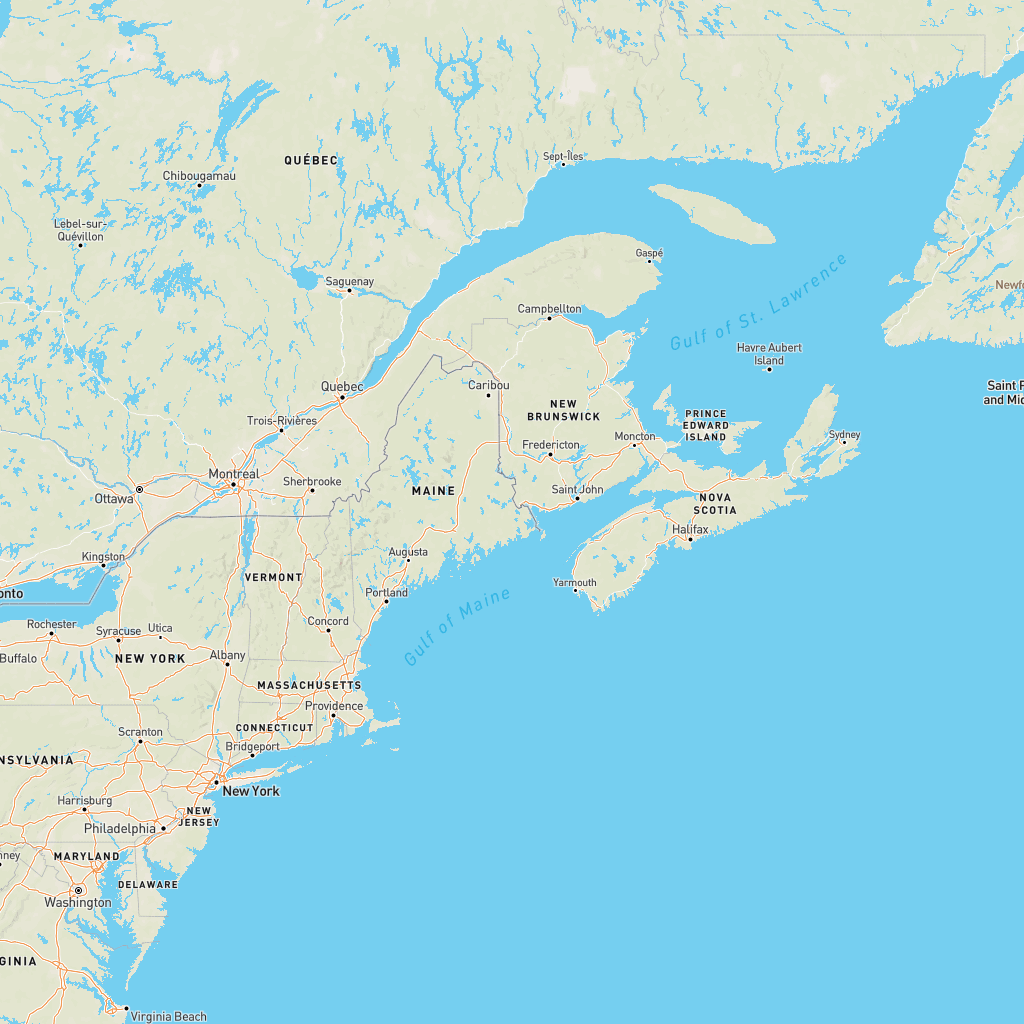 Sept-Îles
QUÉBEC
Chibougamau
Lebel-sur-
Quévillon
Gaspé
Saguenay
Gulf of St. Lawrence
Newfo
Campbellton
Havre Aubert
Island
Quebec
Caribou
Saint P
and Miq
NEW
BRUNSWICK
PRINCE
EDWARD
ISLAND
Trois-Rivières
Moncton
Sydney
Fredericton
Montreal
Sherbrooke
Ottawa
MAINE
Saint John
NOVA
SCOTIA
Halifax
Kingston
Augusta
VERMONT
Yarmouth
onto
Portland
Gulf of Maine
Rochester
Syracuse
Utica
Concord
Buffalo
NEW YORK
Albany
MASSACHUSETTS
Providence
Scranton
CONNECTICUT
Bridgeport
NSYLVANIA
New York
Harrisburg
NEW
JERSEY
Philadelphia
nney
MARYLAND
DELAWARE
Washington
GINIA
Virginia Beach